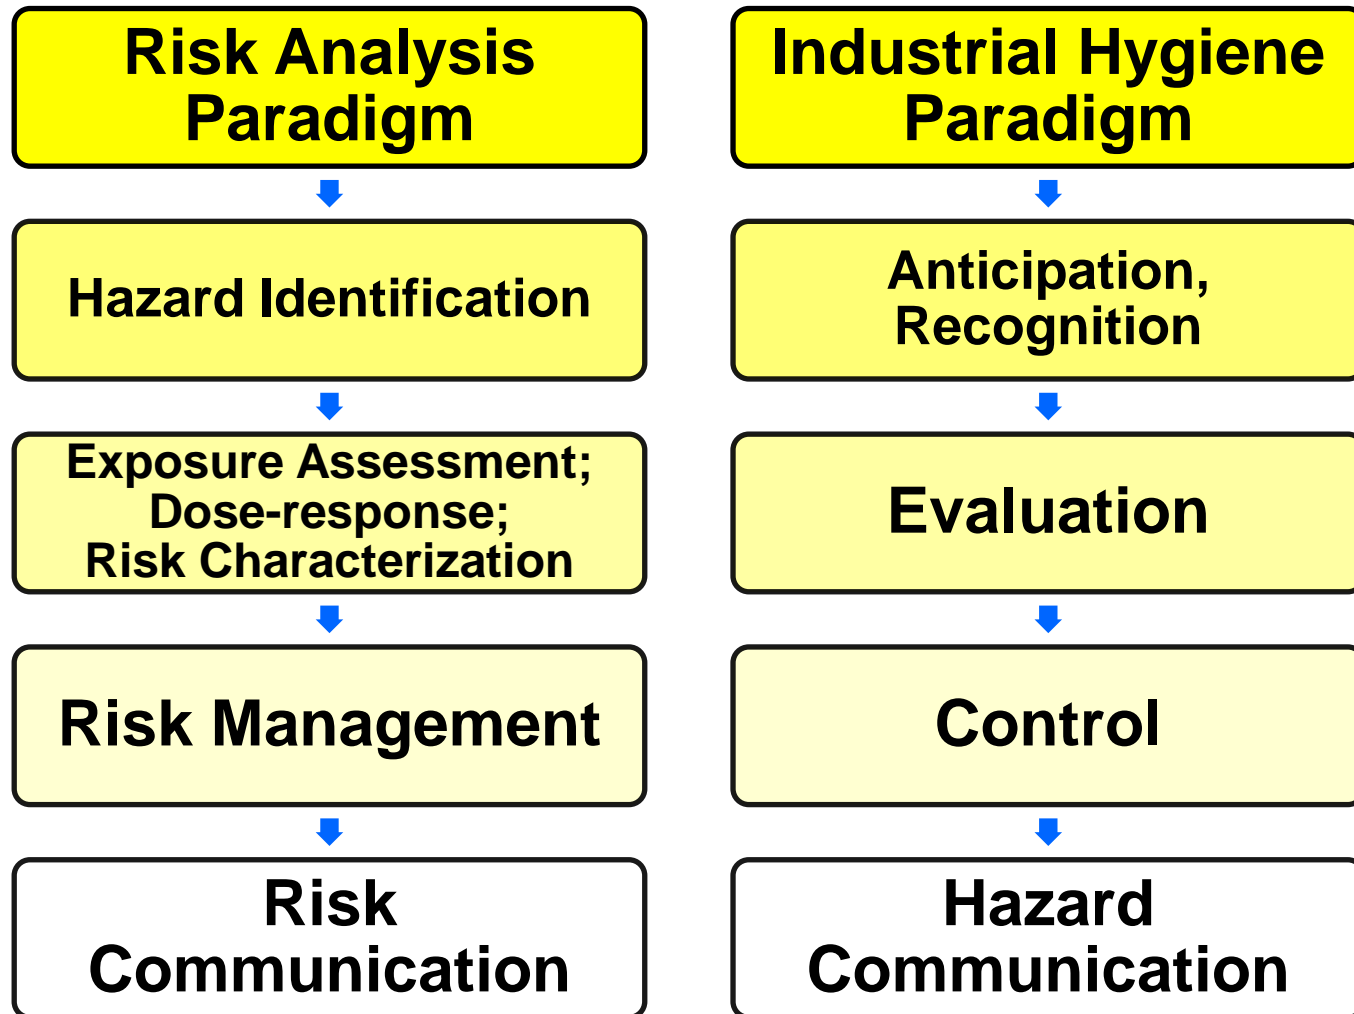 Risk Analysis
Paradigm
Hazard Identification
Exposure Assessment;
Dose-response;
Risk Characterization
Risk Management
Risk
Communication
Industrial Hygiene
Paradigm
Anticipation,
Recognition
Evaluation
Control
Hazard
Communication